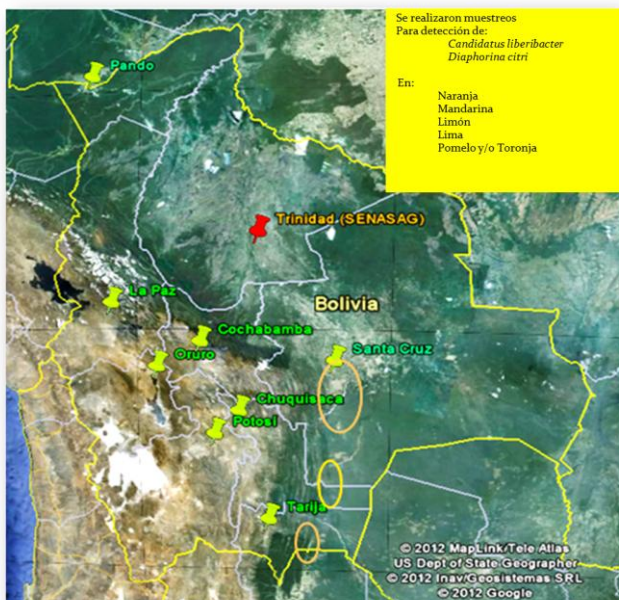 Se realizaron muestreos
Para detección de:
Candidatus liberibacter
Diaphorina citri
En:
Naranja
Mandarina
Limón
Lima
Pomelo y/o Toronja
Pando
Trinidad (SENASAG)
La Paz
Bolivia
Cochabamba
Oruro
Santa Cruz
Chuquisaca
Potosí
Tarija
© 2012 MapLink/Tele Atlas
US Dept of State Geographer
© 2012 Inav/Geosistemas SRL
© 2012 Google